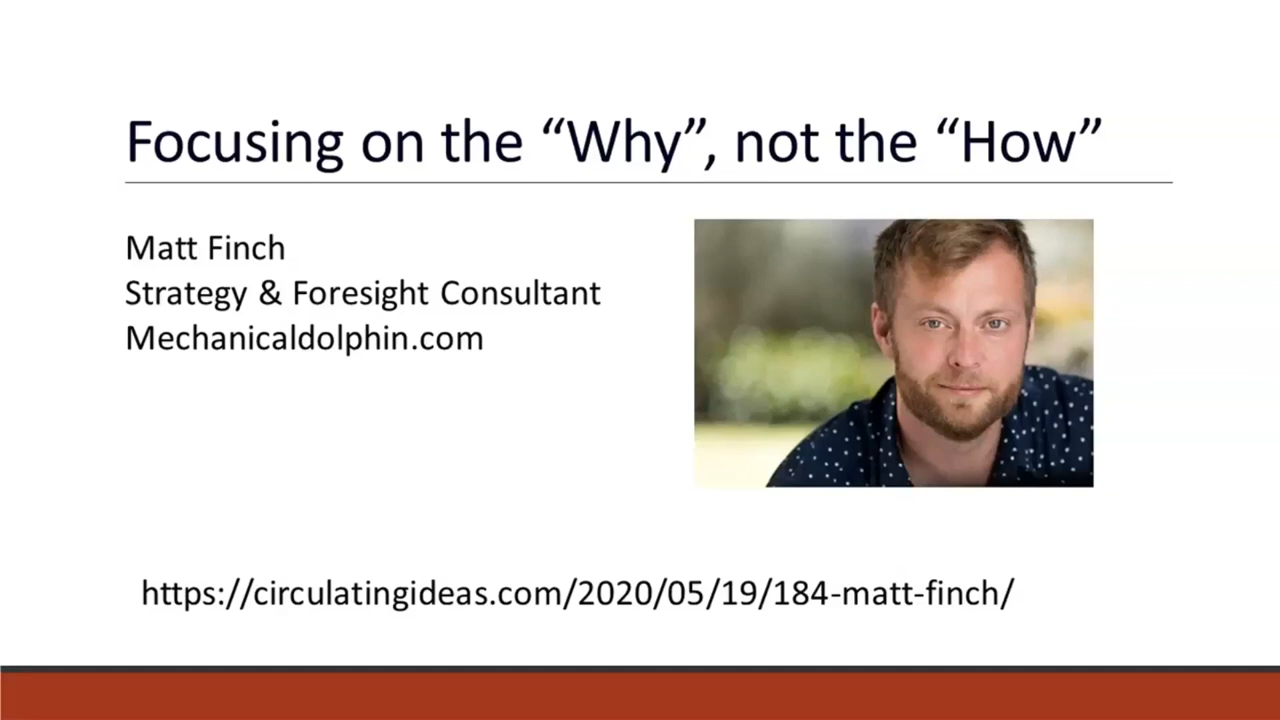 Focusing on the “Why”, not the “How”
Matt Finch
Strategy & Foresight Consultant
Mechanicaldolphin.com
https://circulatingideas.com/2020/05/19/184-matt-finch/